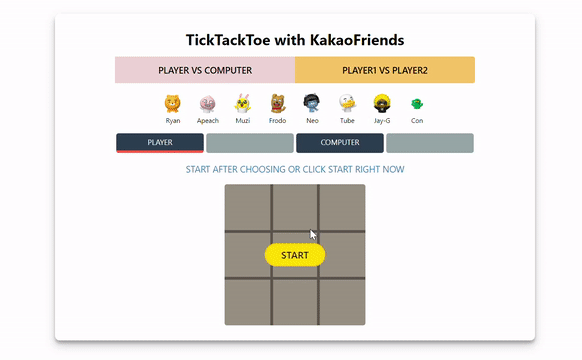 TickTackToe with KakaoFriends
PLAYER VS COMPUTER PLAYER1 VS PLAYER2
Ryan Apeach Muzi Frodo Neo Tube Jay-G Con
PLAYER COMPUTER
START AFTER CHOOSING OR CLICK START RIGHT NOW
START